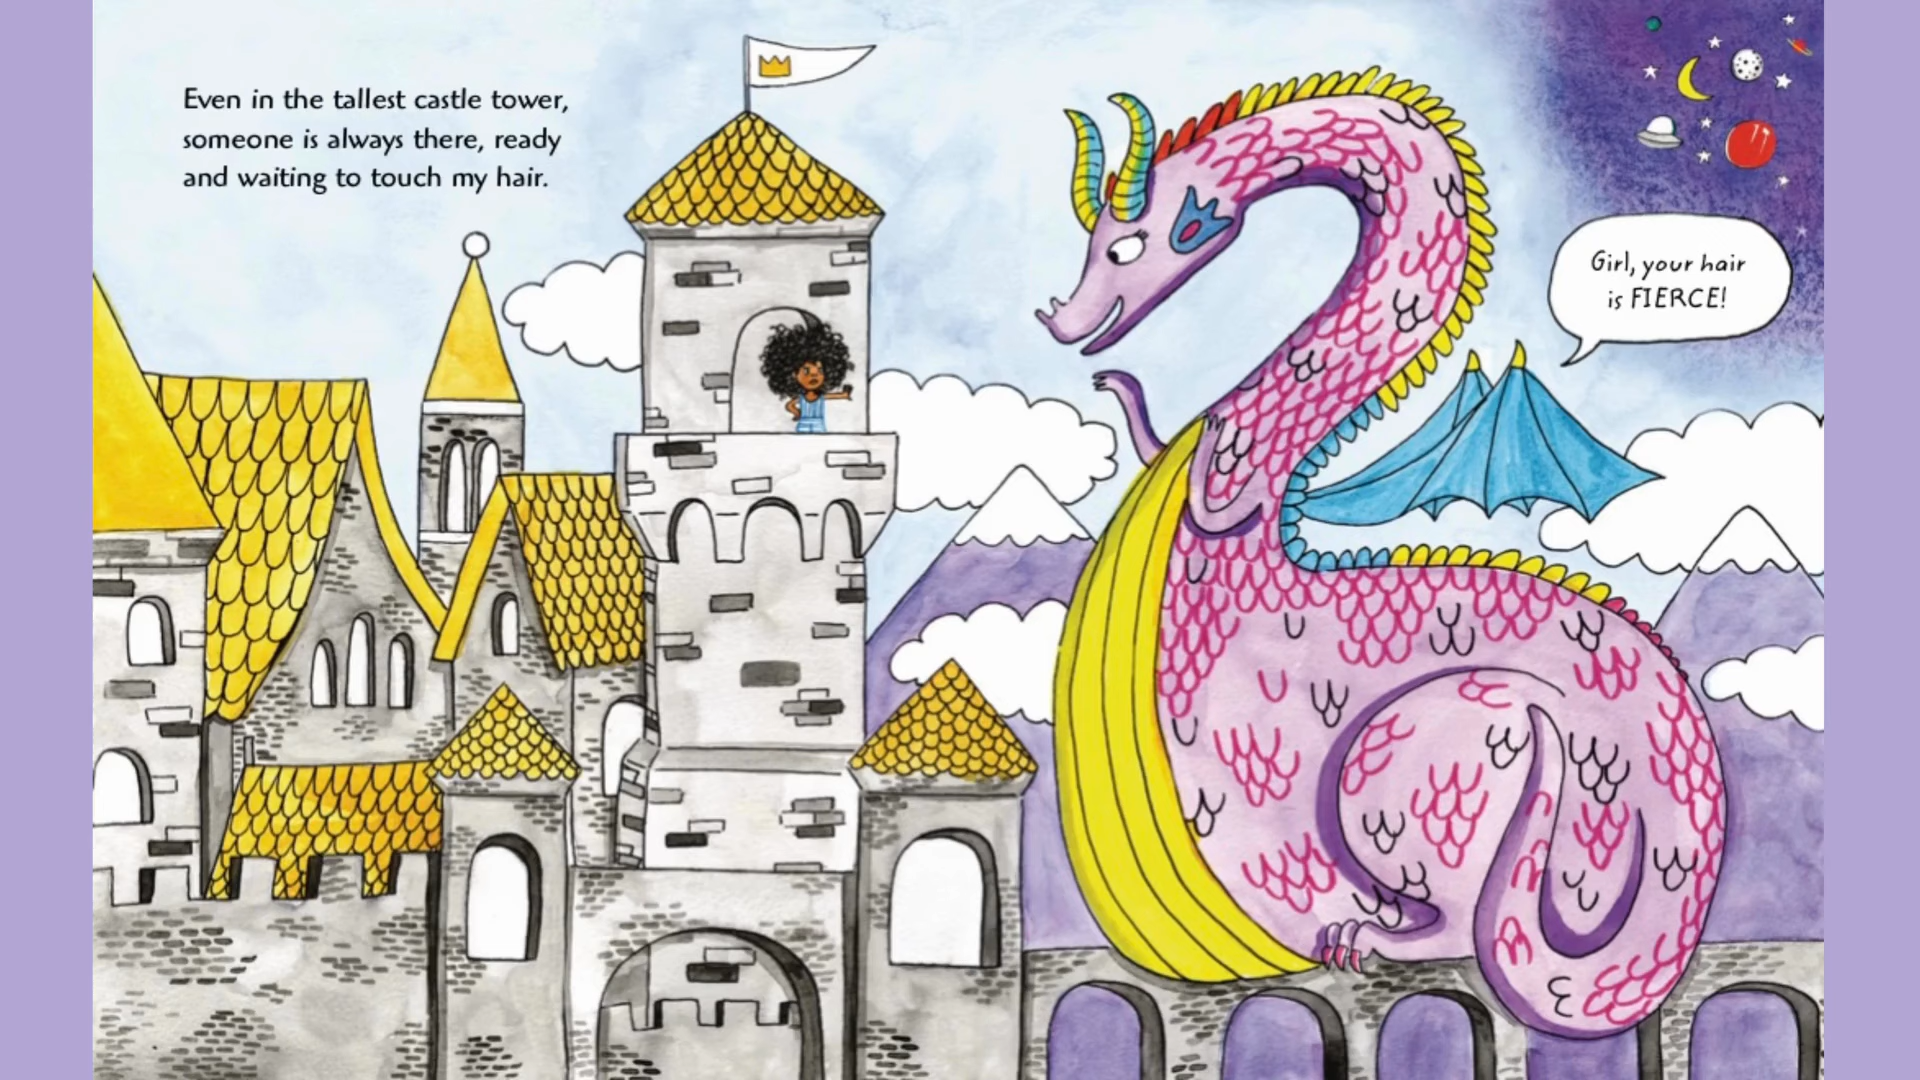 Even in the tallest castle tower,
someone is always there, ready
and waiting to touch my hair.
Girl, your hair
is FIERCE!